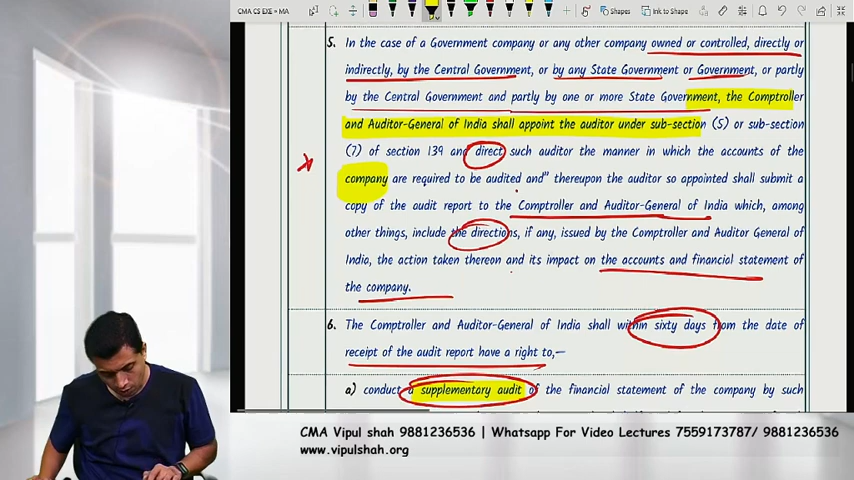 CMA CS EXE - MA
Shapes
Ink to Shape
5. In the case of a Government company or any other company owned or controlled, directly or
indirectly, by the Central Government, or by any State Government or Government, or partly
by the Central Government and partly by one or more State Government, the Comptroller
and Auditor-General of India shall appoint the auditor under sub-section (5) or sub-section
(7) of section 139 and direct such auditor the manner in which the accounts of the
company are required to be audited and" thereupon the auditor so appointed shall submit a
copy of the audit report to the Comptroller and Auditor-General of India which, among
other things, include the directions, if any, issued by the Comptroller and Auditor General of
India, the action taken thereon and its impact on the accounts and financial statement of
the company.
6. The Comptroller and Auditor-General of India shall within sixty days from the date of
receipt of the audit report have a right to,—
a) conduct a supplementary audit of the financial statement of the company by such
CMA Vipul shah 9881236536 | Whatsapp For Video Lectures 7559173787/ 9881236536
www.vipulshah.org